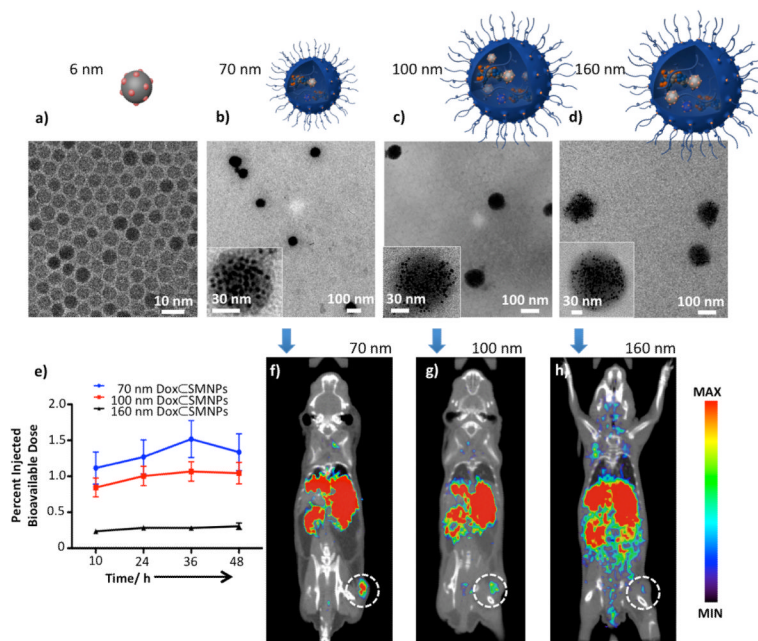 6 nm
70 nm
100 nm
160 nm
a)
b)
c)
d)
10 nm
30 nm
100 nm
30 nm
100 nm
30 nm
100 nm
e)
70 nm Dox⊂SMNPs
100 nm Dox⊂SMNPs
160 nm Dox⊂SMNPs
Percent Injected
Bioavailable Dose
2.0
1.5
1.0
0.5
0
10
24
36
48
Time/ h
70 nm
f)
100 nm
g)
160 nm
h)
MAX
MIN